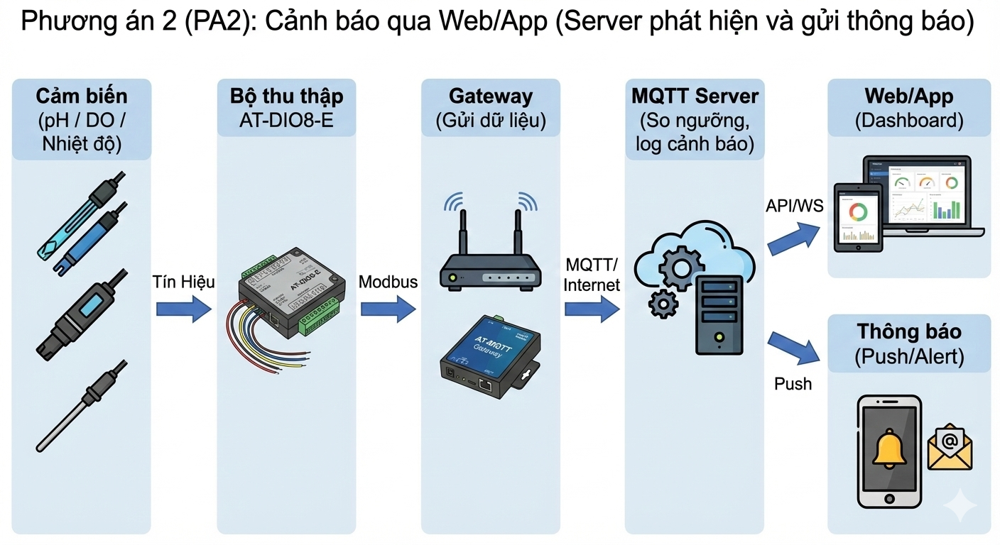 Phương án 2 (PA2): Cảnh báo qua Web/App (Server phát hiện và gửi thông báo)
Cảm biến
(pH / DO /
Nhiệt độ)
Bộ thu thập
AT-DIO8-E
Gateway
(Gửi dữ liệu)
MQTT Server
(So ngưỡng,
log cảnh báo)
Web/App
(Dashboard)
Tín Hiệu
Modbus
MQTT/
Internet
API/WS
Push
AT-MQTT
Gateway
Thông báo
(Push/Alert)
@